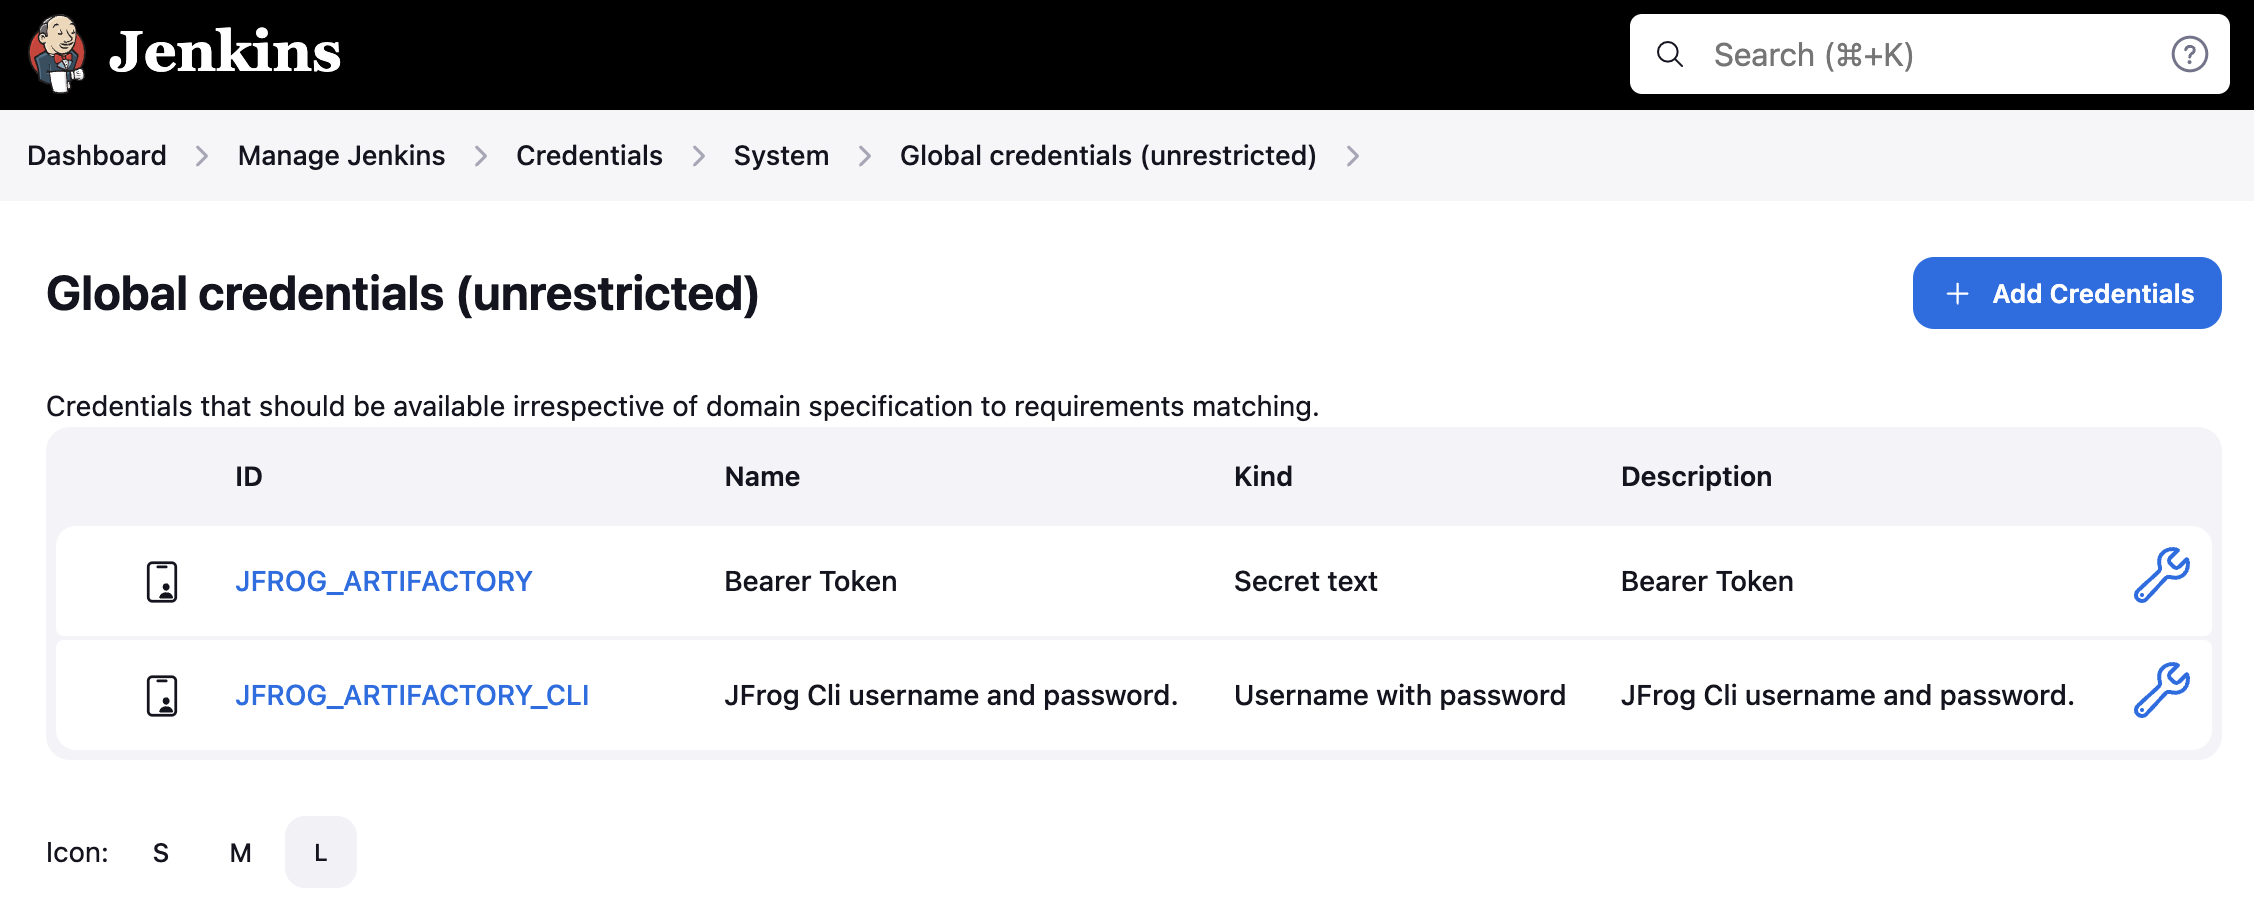 Jenkins
Search (⌘+K)
?
Dashboard > Manage Jenkins > Credentials > System > Global credentials (unrestricted) >
Global credentials (unrestricted)
+ Add Credentials
Credentials that should be available irrespective of domain specification to requirements matching.
ID Name Kind Description
JFROG_ARTIFACTORY Bearer Token Secret text Bearer Token
JFROG_ARTIFACTORY_CLI JFrog Cli username and password. Username with password JFrog Cli username and password.
Icon: S M L